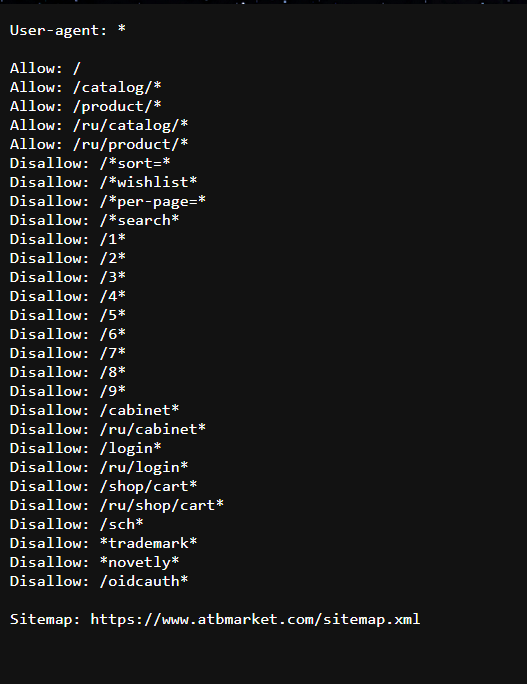 User-agent: *
Allow: /
Allow: /catalog/*
Allow: /product/*
Allow: /ru/catalog/*
Allow: /ru/product/*
Disallow: /*sort=*
Disallow: /*wishlist*
Disallow: /*per-page=*
Disallow: /*search*
Disallow: /1*
Disallow: /2*
Disallow: /3*
Disallow: /4*
Disallow: /5*
Disallow: /6*
Disallow: /7*
Disallow: /8*
Disallow: /9*
Disallow: /cabinet*
Disallow: /ru/cabinet*
Disallow: /login*
Disallow: /ru/login*
Disallow: /shop/cart*
Disallow: /ru/shop/cart*
Disallow: /sch*
Disallow: *trademark*
Disallow: *novetly*
Disallow: /oidcauth*
Sitemap: https://www.atbmarket.com/sitemap.xml